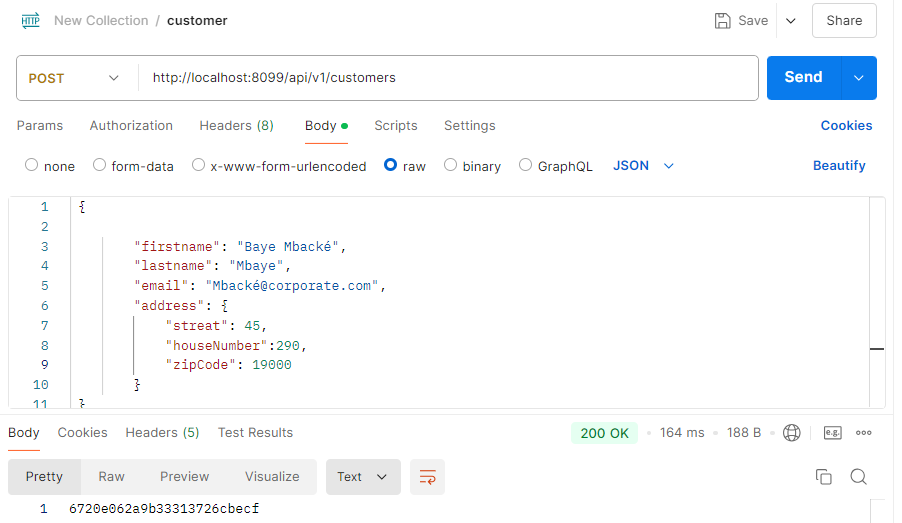 HTTP New Collection / customer Save Share
POST http://localhost:8099/api/v1/customers Send
Params Authorization Headers (8) Body Scripts Settings Cookies
none form-data x-www-form-urlencoded raw binary GraphQL JSON Beautify
1 {
2
3 "firstname": "Baye Mbacké",
4 "lastname": "Mbaye",
5 "email": "Mbacké@corporate.com",
6 "address": {
7 "streat": 45,
8 "houseNumber":290,
9 "zipCode": 19000
10 }
11 }
Body Cookies Headers (5) Test Results 200 OK 164 ms 188 B e.g.
Pretty Raw Preview Visualize Text
1 6720e062a9b33313726cbecf